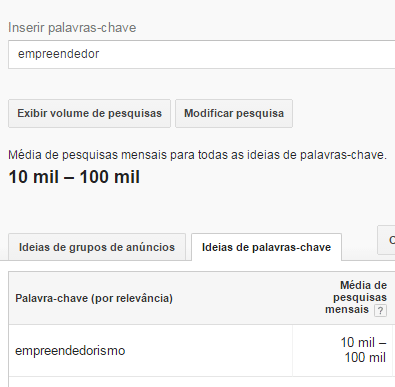 Inserir palavras-chave
empreendedor
Exibir volume de pesquisas Modificar pesquisa
Média de pesquisas mensais para todas as ideias de palavras-chave.
10 mil – 100 mil
Ideias de grupos de anúncios Ideias de palavras-chave
Palavra-chave (por relevância)
Média de
pesquisas
mensais ?
empreendedorismo
10 mil –
100 mil